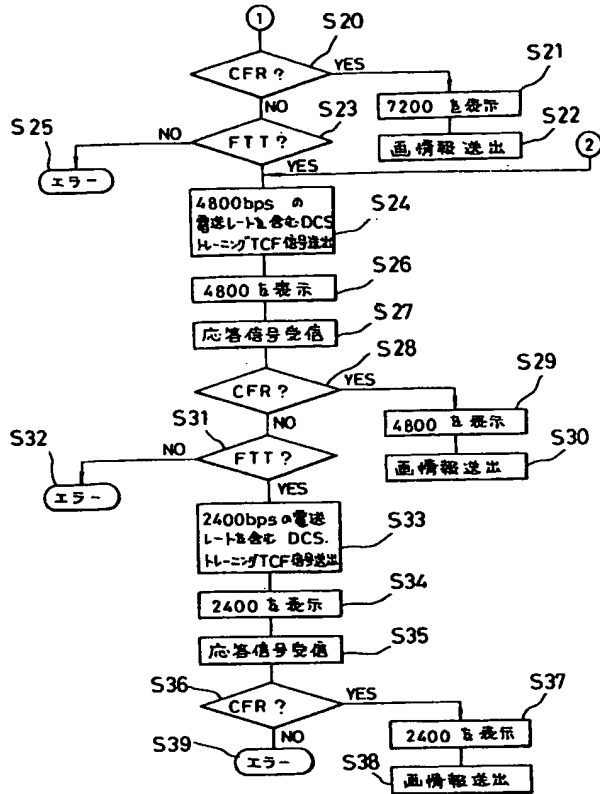 1
S20
CFR?
YES
S21
NO
7200 を表示
S23
S22
S25
NO
FTT?
画情報送出
2
YES
エラー
4800bps の
電送レートを含むDCS
トレーニングTCF信号送出
S24
S26
4800 を表示
S27
応答信号受信
S28
CFR?
YES
S29
S31
NO
4800 を表示
S32
NO
FTT?
画情報送出
S30
エラー
YES
2400bpsの電送
レートを含む DCS.
トレーニングTCF信号送出
S33
S34
2400 を表示
S35
応答信号受信
S36
CFR?
YES
S37
NO
2400 を表示
S39
エラー
S38
画情報送出